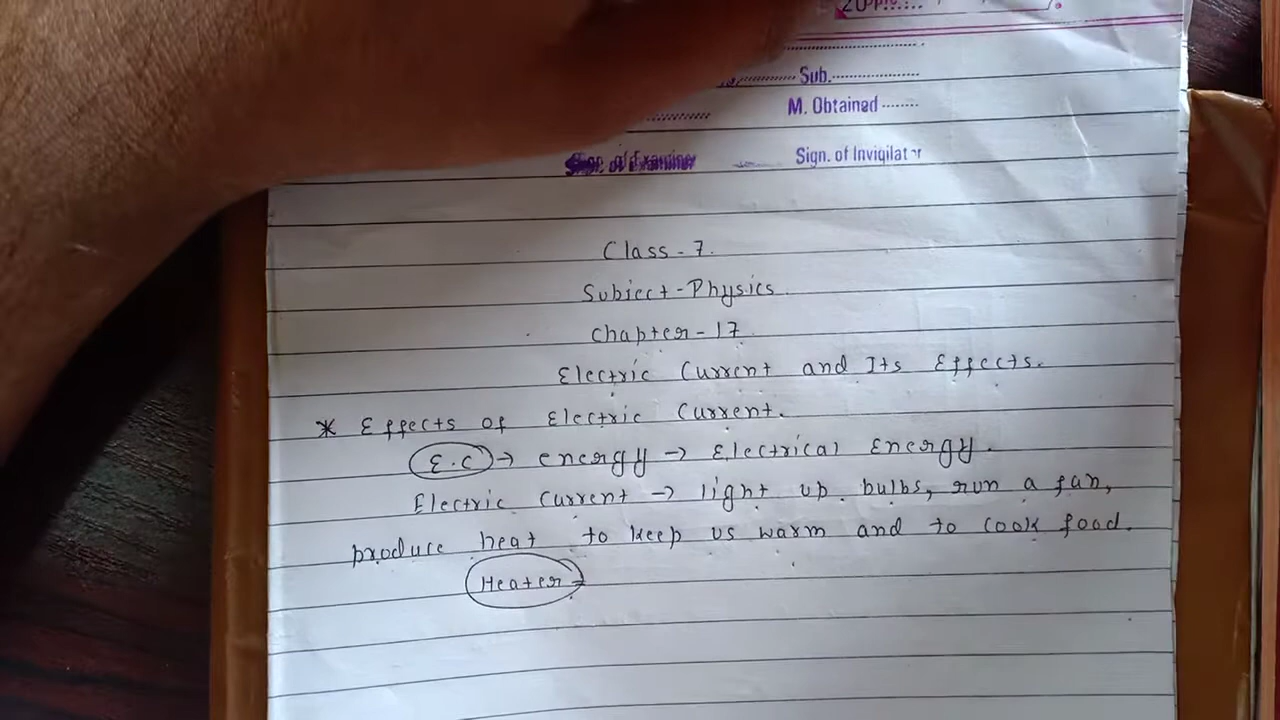 Sub.
M. Obtained
Sign. of Examiner Sign. of Invigilator
Class-7.
Subject-Physics
Chapter-17
Electric Current and Its Effects.
* Effects of Electric Current.
E.C → energy → Electrical Energy.
Electric Current → light up bulbs, run a fan,
produce heat to keep us warm and to cook food.
Heater